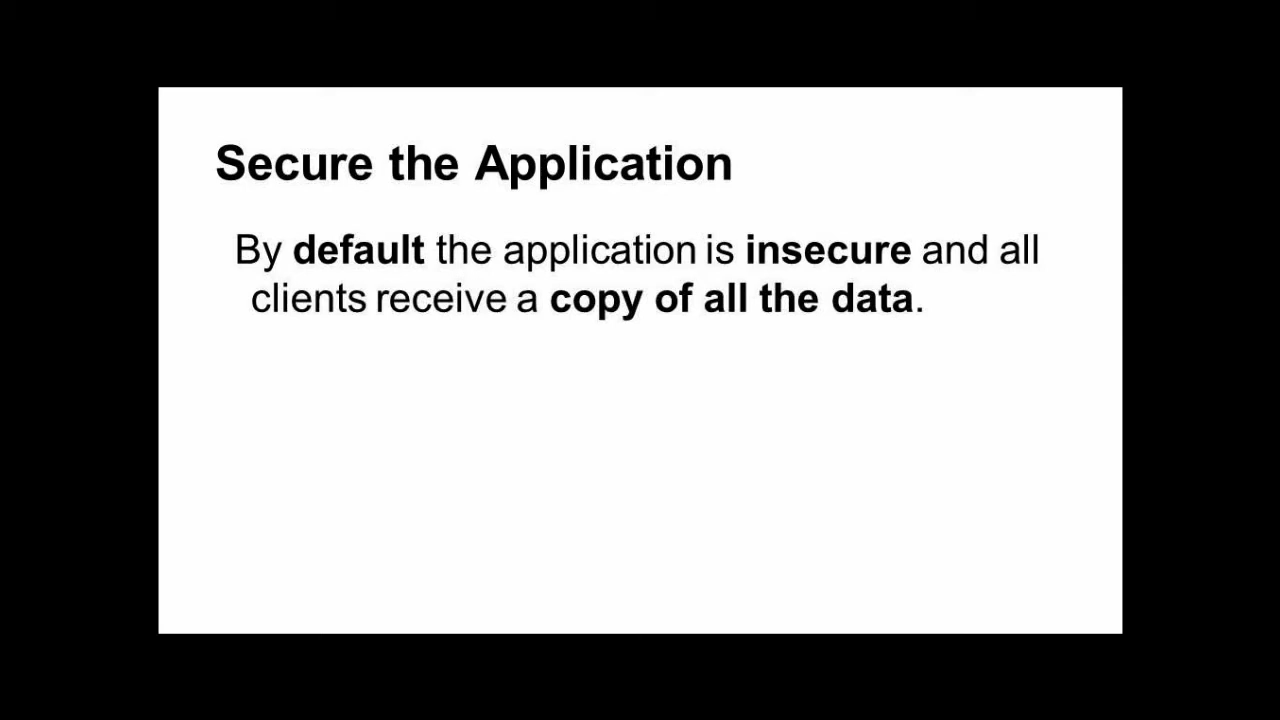 Secure the Application
By default the application is insecure and all
clients receive a copy of all the data.